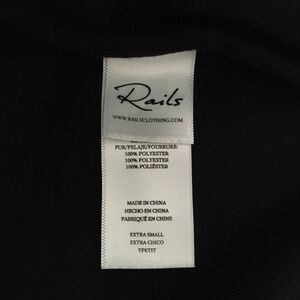 Rails
WWW.RAILSCLOTHING.COM
FUR/PELAJE/FOURRURE:
100% POLYESTER
100% POLYESTER
100% POLIÉSTER
MADE IN CHINA
HECHO EN CHINA
FABRIQUÉ EN CHINE
EXTRA SMALL
EXTRA CHICO
TPETIT